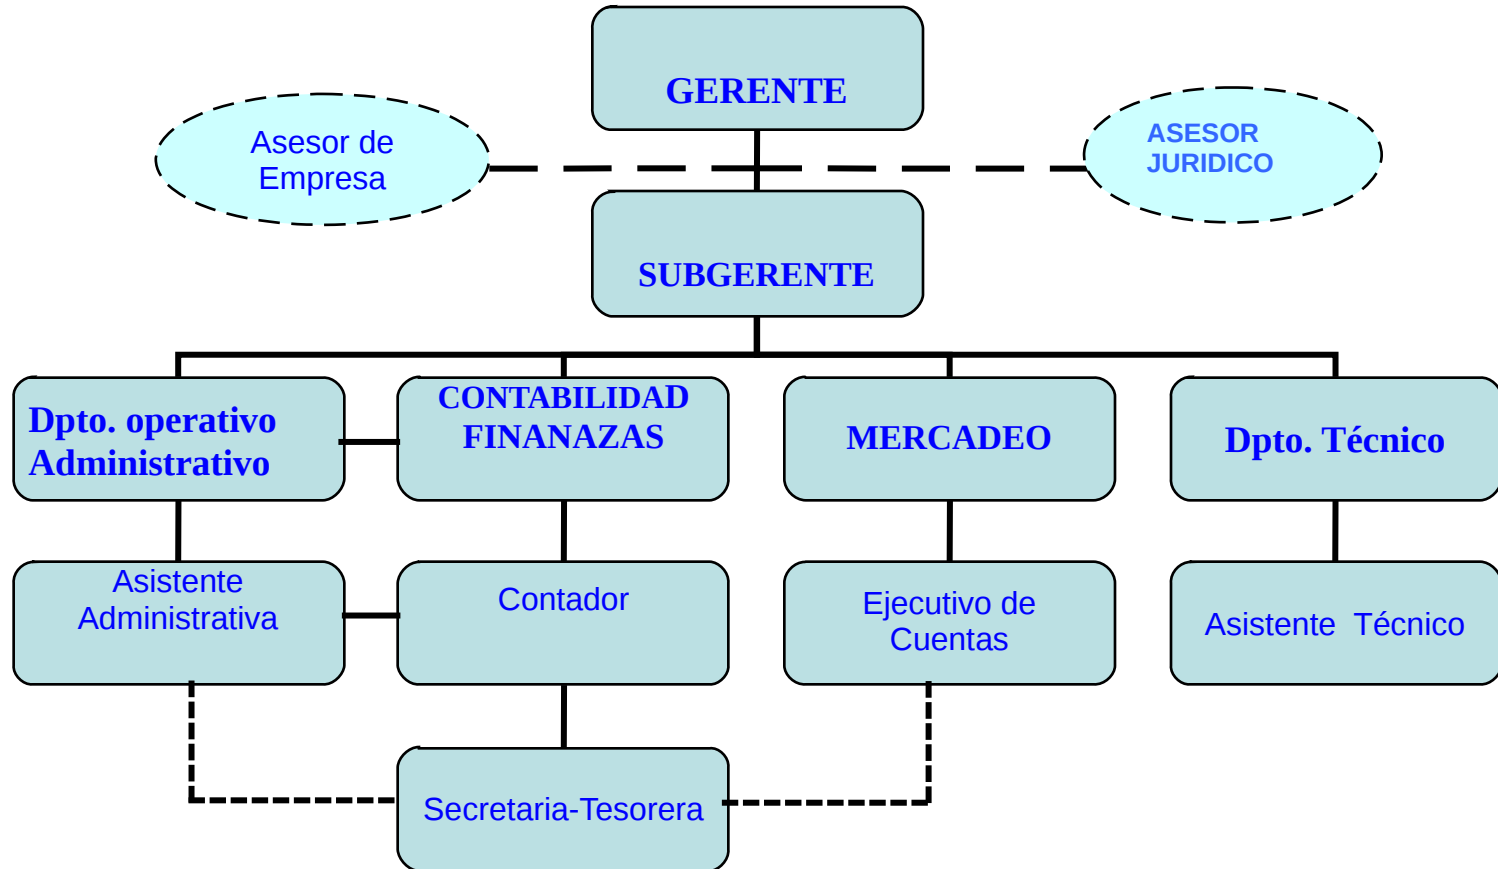 GERENTE
Asesor de
Empresa
ASESOR
JURIDICO
SUBGERENTE
Dpto. operativo
Administrativo
CONTABILIDAD
FINANAZAS
MERCADEO
Dpto. Técnico
Asistente
Administrativa
Contador
Ejecutivo de
Cuentas
Asistente  Técnico
Secretaria-Tesorera